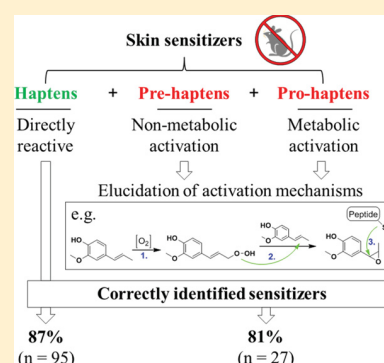 Skin sensitizers
Haptens + Pre-haptens + Pro-haptens
Directly reactive Non-metabolic activation Metabolic activation
Elucidation of activation mechanisms
e.g.
HO O [O2] 1. HO O O-OH HO O 2. Peptide S 3. HO O O
Correctly identified sensitizers
87% 81%
(n = 95) (n = 27)